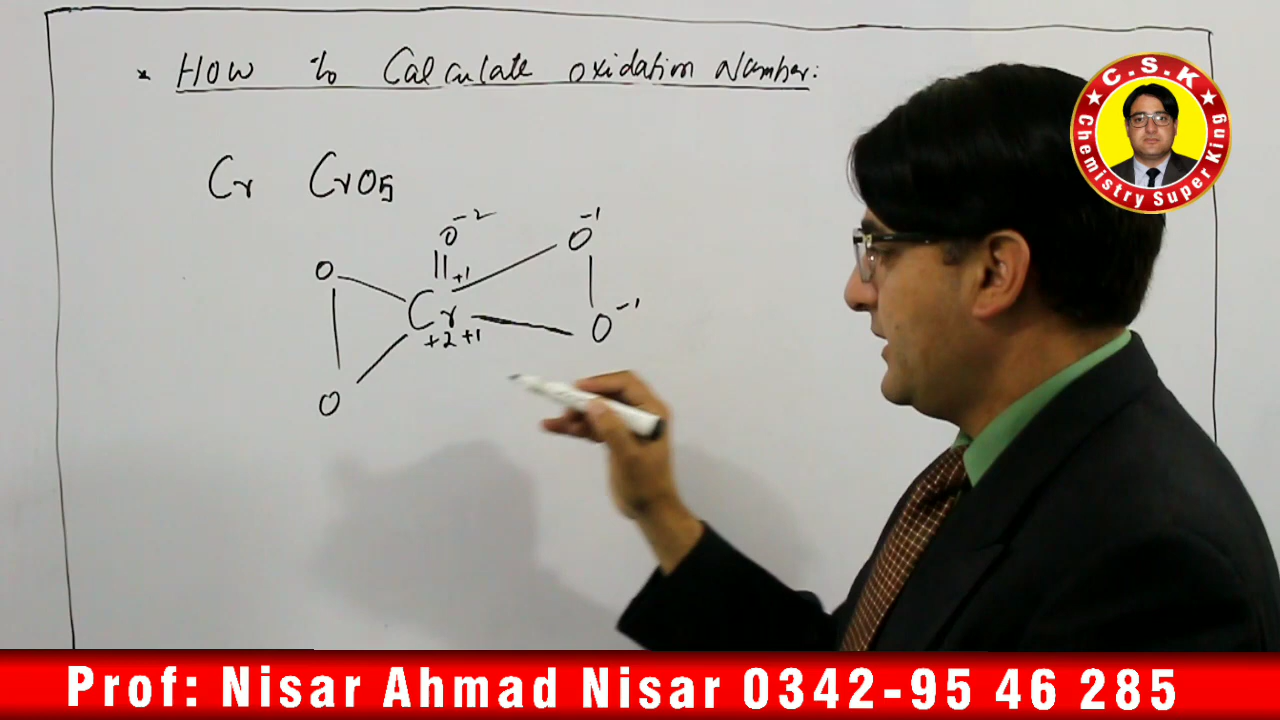 * How to Calculate oxidation Number:
Cr CrO5
O-2
O-1
O
+1
Cr
+2 +1
O-1
O
C.S.K
Chemistry Super King
Prof: Nisar Ahmad Nisar 0342-95 46 285